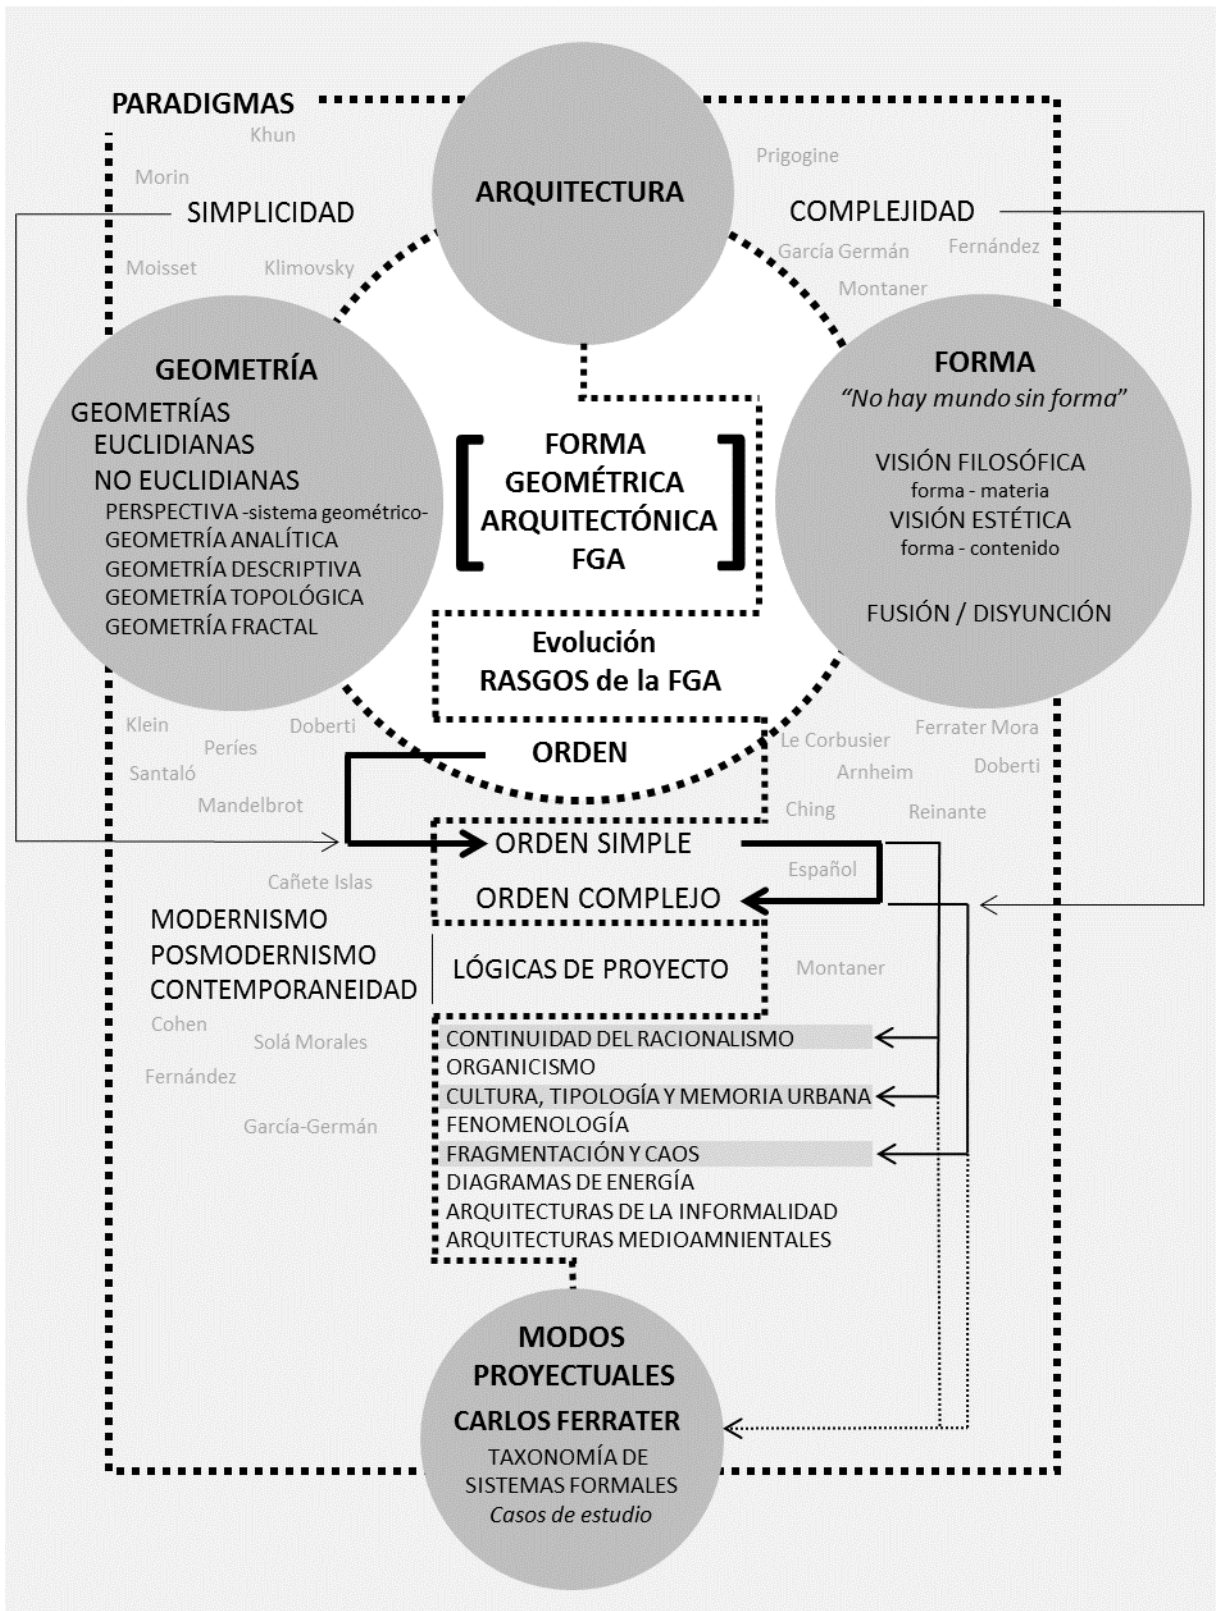 PARADIGMAS
Khun
Morin
SIMPLICIDAD
Moisset
Klimovsky
ARQUITECTURA
Prigogine
COMPLEJIDAD
García Germán
Fernández
Montaner
GEOMETRÍA
GEOMETRÍAS
EUCLIDIANAS
NO EUCLIDIANAS
PERSPECTIVA -sistema geométrico-
GEOMETRÍA ANALÍTICA
GEOMETRÍA DESCRIPTIVA
GEOMETRÍA TOPOLÓGICA
GEOMETRÍA FRACTAL
FORMA
GEOMÉTRICA
ARQUITECTÓNICA
FGA
FORMA
“No hay mundo sin forma”
VISIÓN FILOSÓFICA
forma - materia
VISIÓN ESTÉTICA
forma - contenido
FUSIÓN / DISYUNCIÓN
Evolución
RASGOS de la FGA
ORDEN
Klein
Doberti
Períes
Santaló
Mandelbrot
Le Corbusier
Ferrater Mora
Arnheim
Doberti
Ching
Reinante
ORDEN SIMPLE
Español
Cañete Islas
ORDEN COMPLEJO
MODERNISMO
POSMODERNISMO
CONTEMPORANEIDAD
LÓGICAS DE PROYECTO
Montaner
Cohen
Solá Morales
Fernández
García-Germán
CONTINUIDAD DEL RACIONALISMO
ORGANICISMO
CULTURA, TIPOLOGÍA Y MEMORIA URBANA
FENOMENOLOGÍA
FRAGMENTACIÓN Y CAOS
DIAGRAMAS DE ENERGÍA
ARQUITECTURAS DE LA INFORMALIDAD
ARQUITECTURAS MEDIOAMNIENTALES
MODOS
PROYECTUALES
CARLOS FERRATER
TAXONOMÍA DE
SISTEMAS FORMALES
Casos de estudio